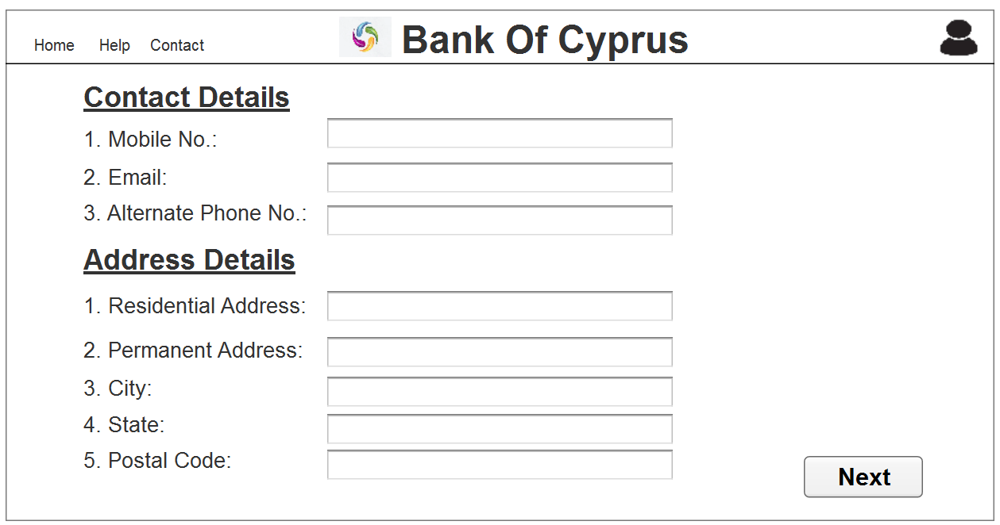 Home Help Contact Bank Of Cyprus
Contact Details
1. Mobile No.:
2. Email:
3. Alternate Phone No.:
Address Details
1. Residential Address:
2. Permanent Address:
3. City:
4. State:
5. Postal Code:
Next